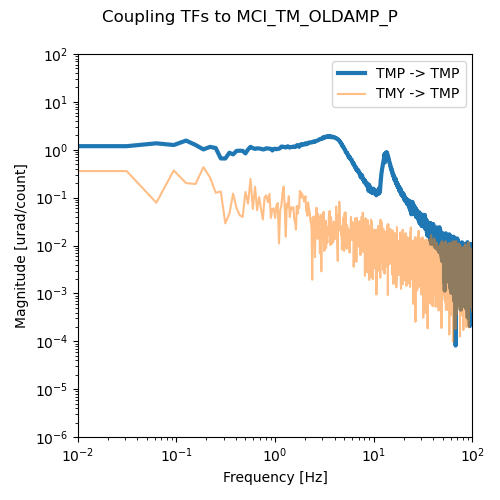 Coupling TFs to MCI_TM_OLDAMP_P
TMP -> TMP
TMY -> TMP
Magnitude [urad/count]
10²
10¹
10⁰
10⁻¹
10⁻²
10⁻³
10⁻⁴
10⁻⁵
10⁻⁶
10⁻² 10⁻¹ 10⁰ 10¹ 10²
Frequency [Hz]